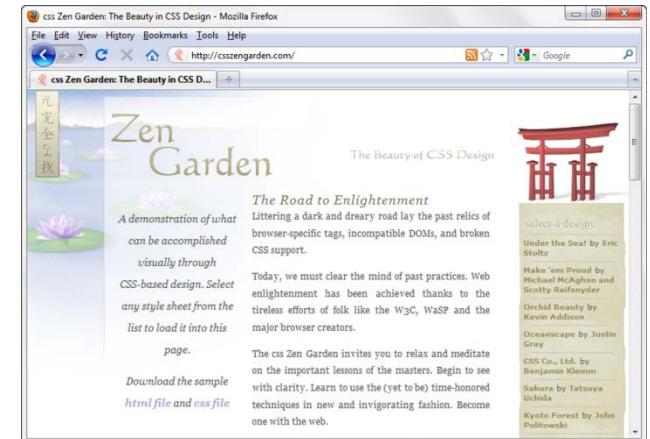 css Zen Garden: The Beauty in CSS Design - Mozilla Firefox
File Edit View History Bookmarks Tools Help
http://csszengarden.com/
Google
css Zen Garden: The Beauty in CSS D...
Zen
Garden
The Beauty of CSS Design
A demonstration of what
can be accomplished
visually through
CSS-based design. Select
any style sheet from the
list to load it into this
page.
Download the sample
html file and css file
The Road to Enlightenment
Littering a dark and dreary road lay the past relics of
browser-specific tags, incompatible DOMs, and broken
CSS support.
Today, we must clear the mind of past practices. Web
enlightenment has been achieved thanks to the
tireless efforts of folk like the W3C, WaSP and the
major browser creators.
The css Zen Garden invites you to relax and meditate
on the important lessons of the masters. Begin to see
with clarity. Learn to use the (yet to be) time-honored
techniques in new and invigorating fashion. Become
one with the web.
select a design:
Under the Sea! by Eric
Stoltz
Make 'em Proud by
Michael McAghon and
Scotty Reifsnyder
Orchid Beauty by
Kevin Addison
Oceanscape by Justin
Gray
CSS Co., Ltd. by
Benjamin Klemm
Sakura by Tatsuya
Uchida
Kyoto Forest by John
Politowski